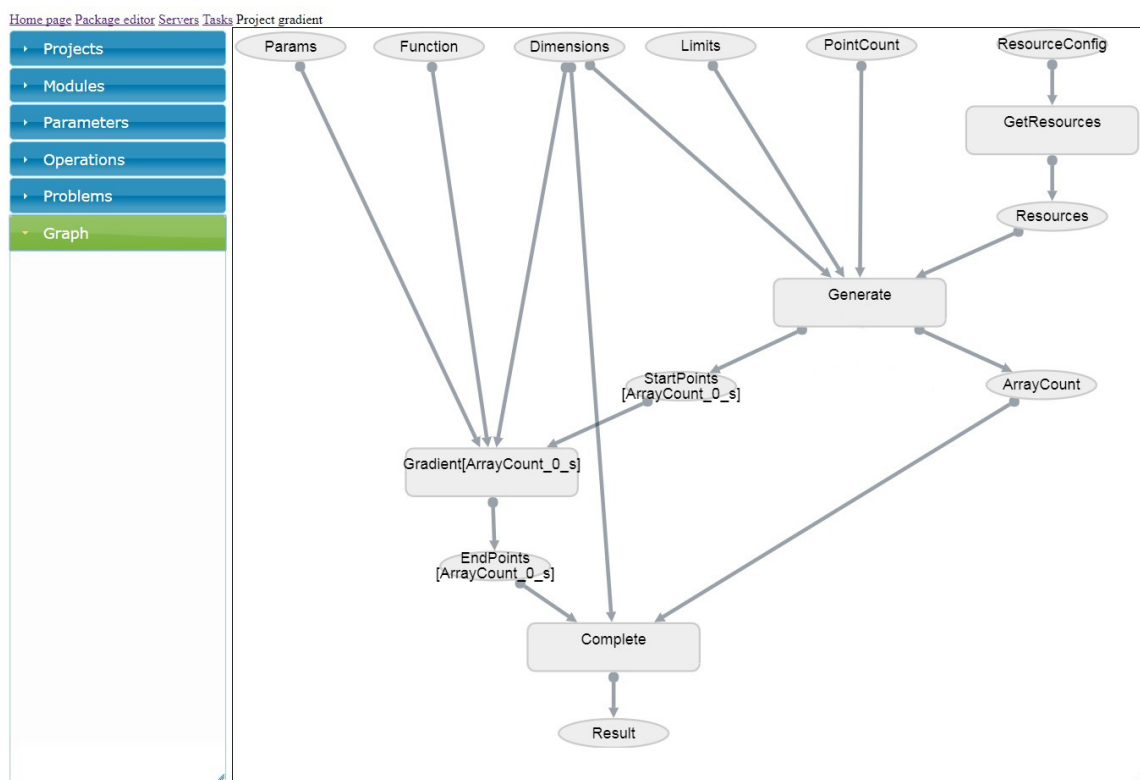 Home page Package editor Servers Tasks Project gradient
Projects
Modules
Parameters
Operations
Problems
Graph
Params
Function
Dimensions
Limits
PointCount
ResourceConfig
GetResources
Resources
Generate
StartPoints
[ArrayCount_0_s]
ArrayCount
Gradient[ArrayCount_0_s]
EndPoints
[ArrayCount_0_s]
Complete
Result